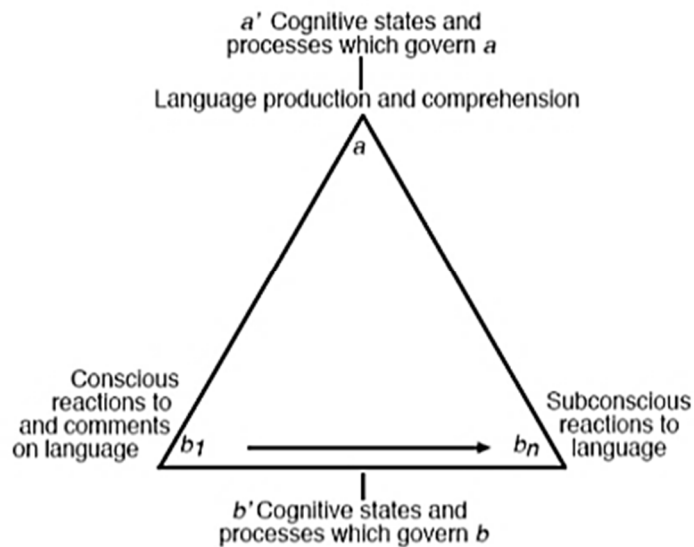 a' Cognitive states and
processes which govern a
Language production and comprehension
a
Conscious
reactions to
and comments
on language
b1
bn
Subconscious
reactions to
language
b' Cognitive states and
processes which govern b